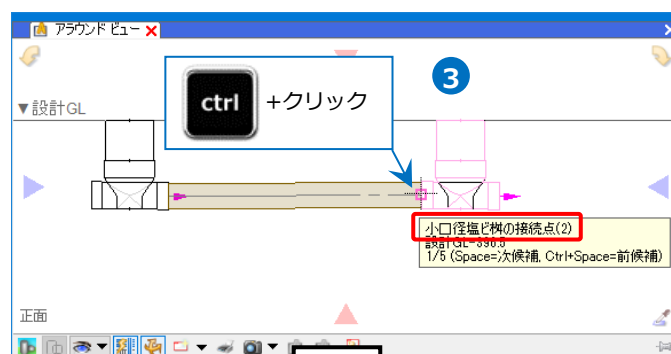 アラウンド ビュー
ctrl
+クリック
3
▼設計GL
小口径塩ビ桝の接続点(2)
設計GL-390.5
1/5 (Space=次候補, Ctrl+Space=前候補)
正面